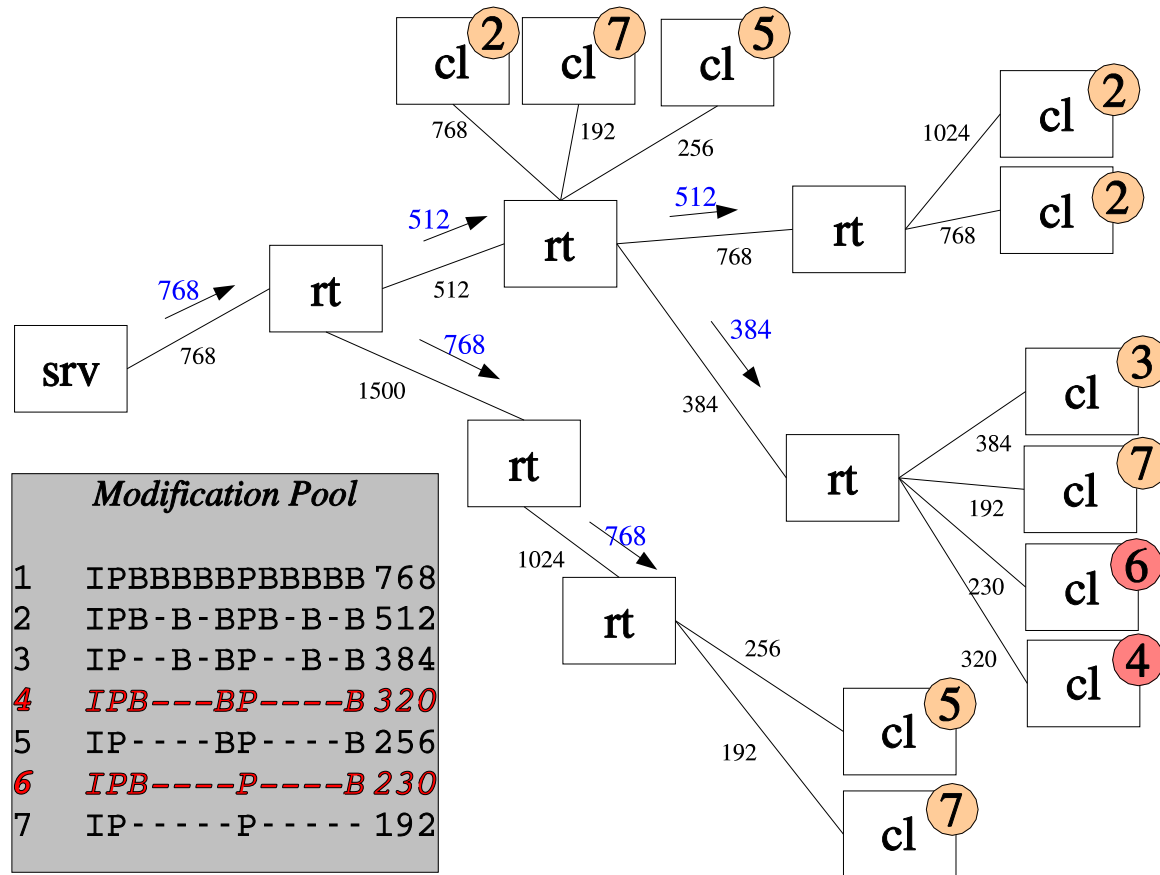 cl 2
cl 7
cl 5
768
192
256
cl 2
1024
cl 2
768
512
rt
512
rt
768
512
rt
768
768
rt
512
srv
768
1500
384
384
cl 3
384
rt
cl 7
192
cl 6
230
cl 4
320
rt
768
1024
rt
256
192
cl 5
cl 7
Modification Pool
1 IPBBBBBPBBBBB 768
2 IPB-B-BPB-B-B 512
3 IP--B-BP--B-B 384
4 IPB---BP----B 320
5 IP----BP----B 256
6 IPB----P----B 230
7 IP-----P----- 192